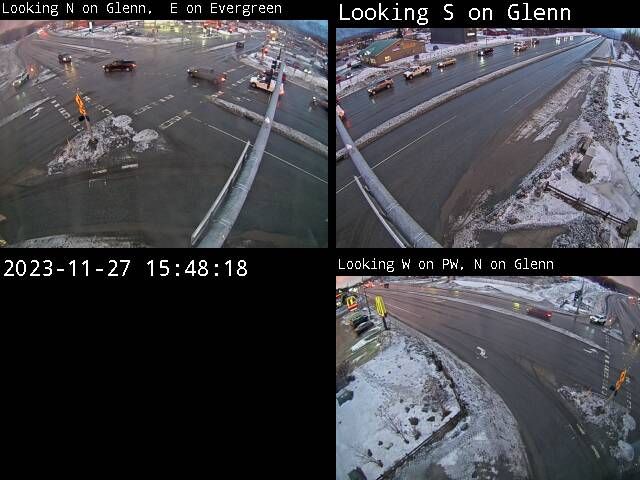 Looking N on Glenn,  E on Evergreen
Looking S on Glenn
2023-11-27 15:48:18
Looking W on PW, N on Glenn